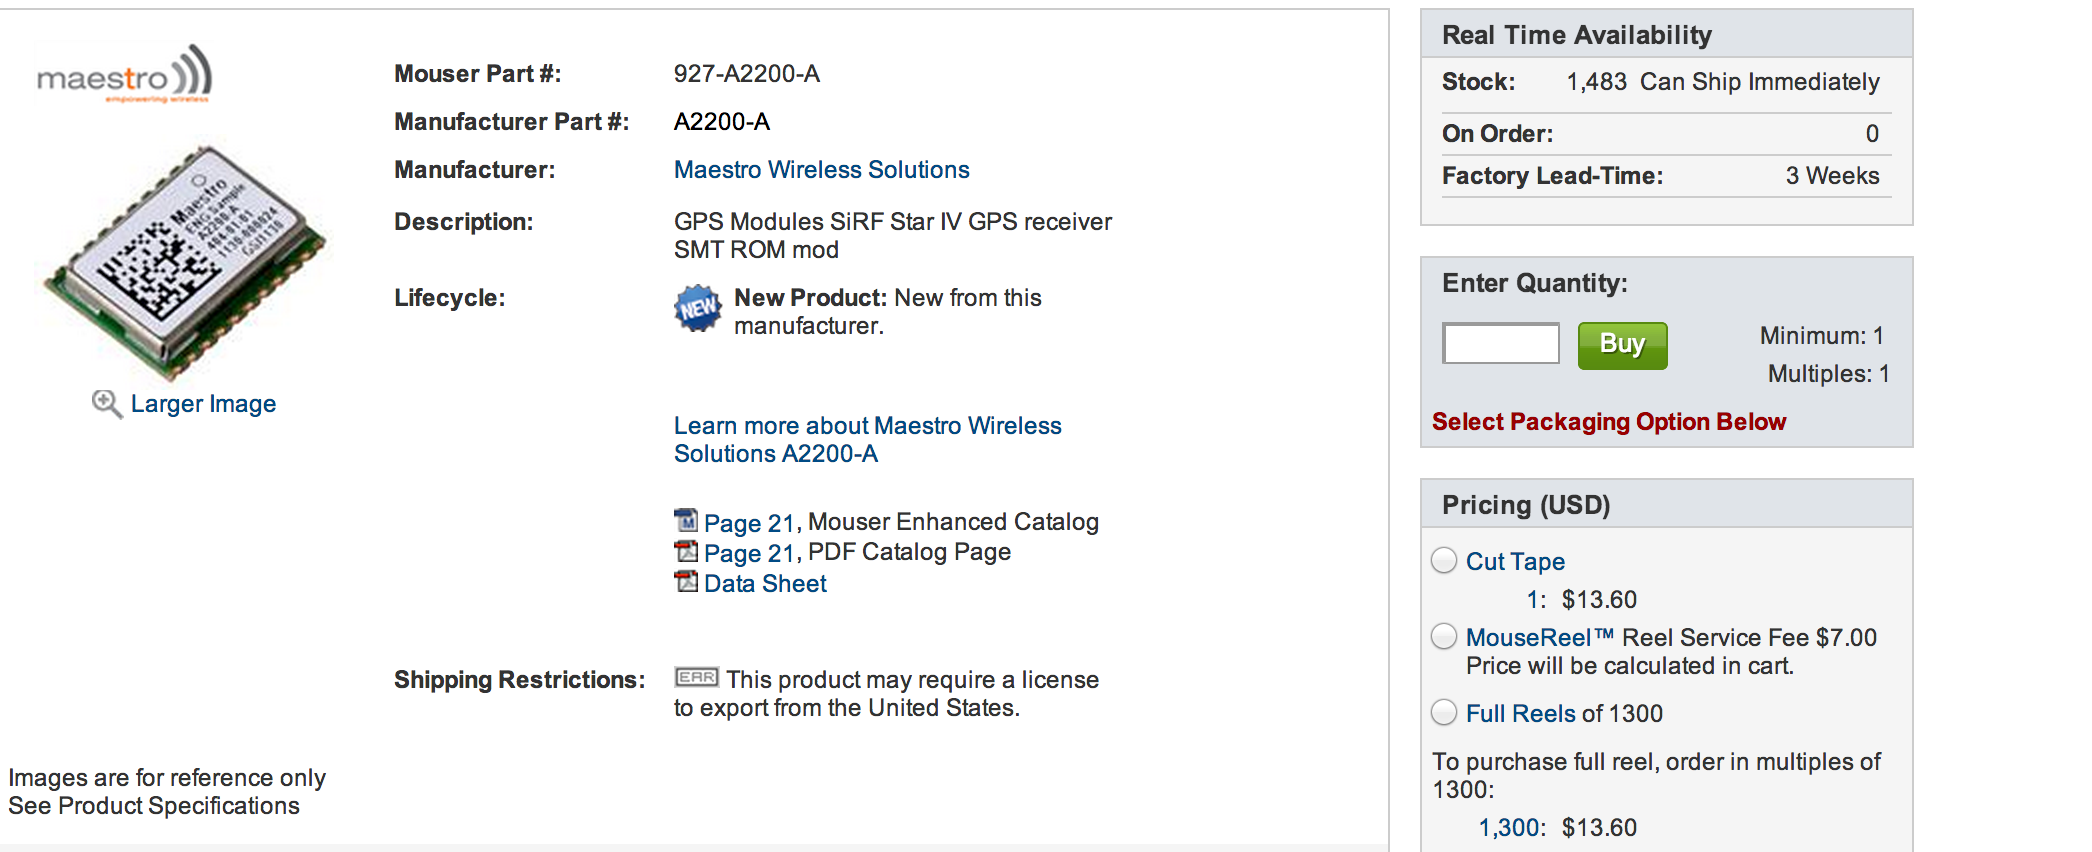 maestro
empowering wireless
Maestro
ENG Sample
A2200-A
Larger Image
Images are for reference only
See Product Specifications
Mouser Part #: 927-A2200-A
Manufacturer Part #: A2200-A
Manufacturer: Maestro Wireless Solutions
Description: GPS Modules SiRF Star IV GPS receiver
SMT ROM mod
Lifecycle: NEW New Product: New from this
manufacturer.
Learn more about Maestro Wireless
Solutions A2200-A
Page 21, Mouser Enhanced Catalog
Page 21, PDF Catalog Page
Data Sheet
Shipping Restrictions: EAR This product may require a license
to export from the United States.
Real Time Availability
Stock: 1,483 Can Ship Immediately
On Order: 0
Factory Lead-Time: 3 Weeks
Enter Quantity:
Buy Minimum: 1
Multiples: 1
Select Packaging Option Below
Pricing (USD)
Cut Tape
1: $13.60
MouseReel™ Reel Service Fee $7.00
Price will be calculated in cart.
Full Reels of 1300
To purchase full reel, order in multiples of
1300:
1,300: $13.60